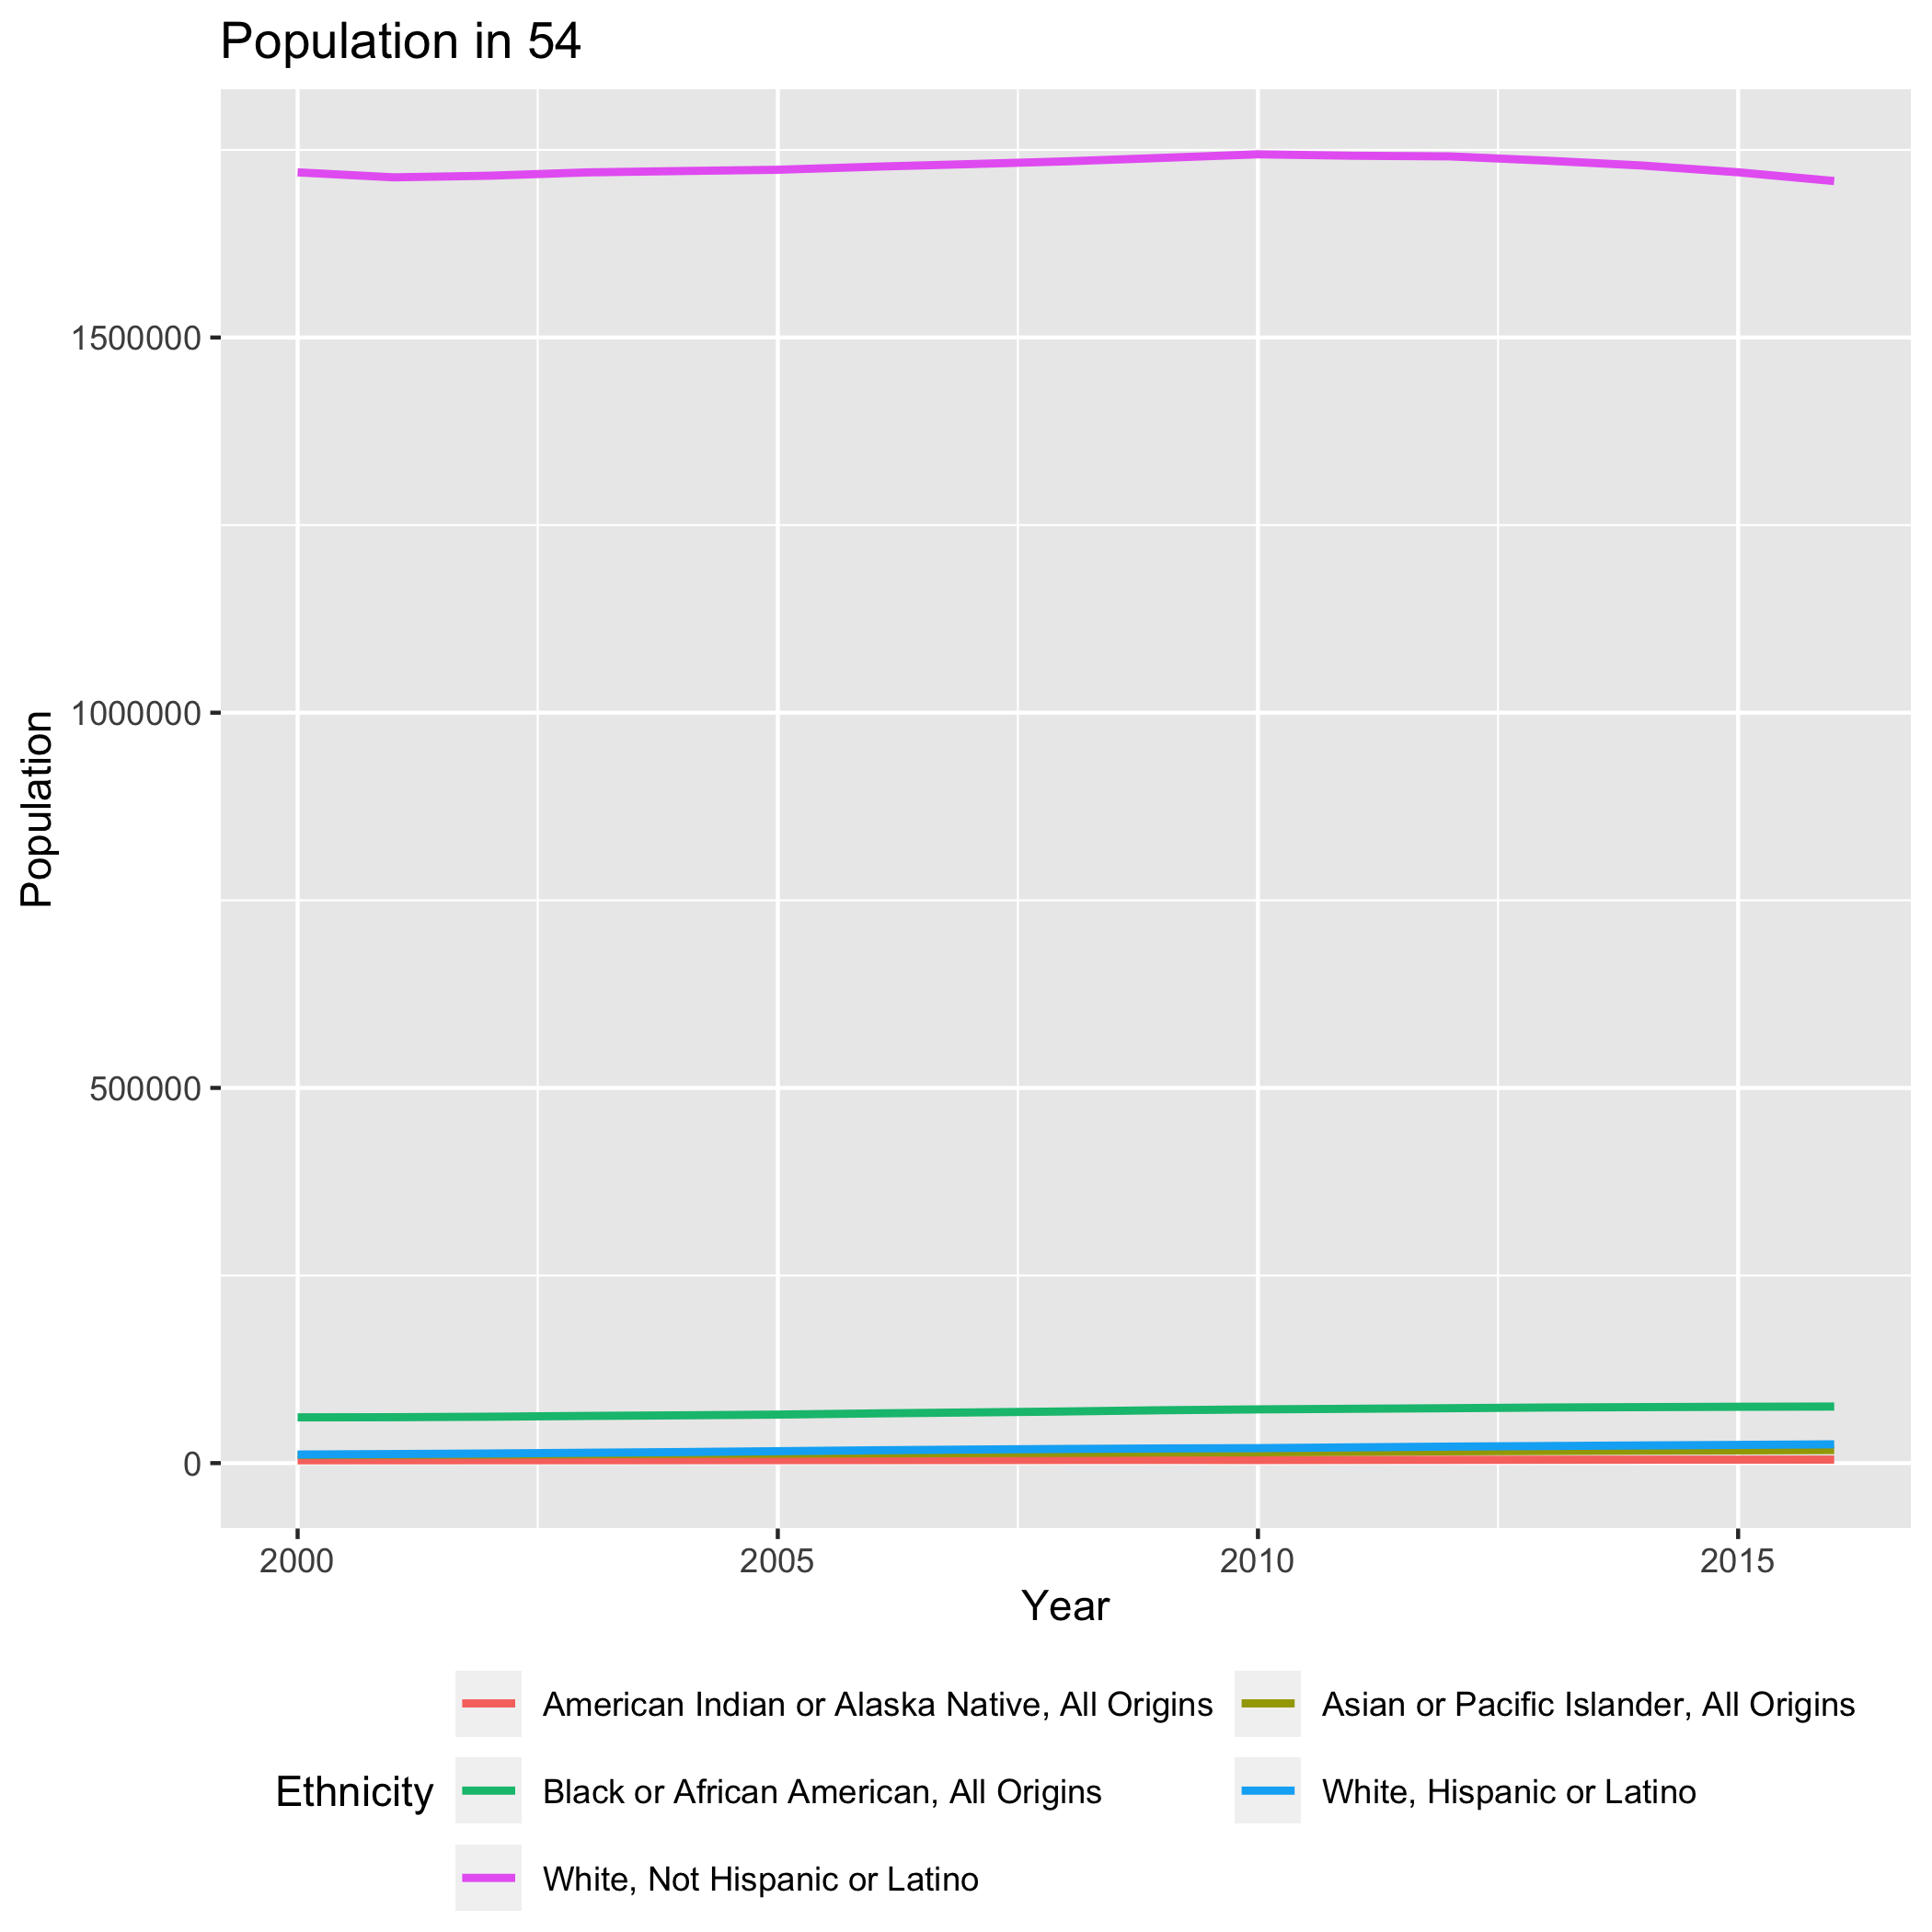 Population in 54
Population
1500000
1000000
500000
0
2000 2005 2010 2015
Year
Ethnicity
American Indian or Alaska Native, All Origins
Asian or Pacific Islander, All Origins
Black or African American, All Origins
White, Hispanic or Latino
White, Not Hispanic or Latino